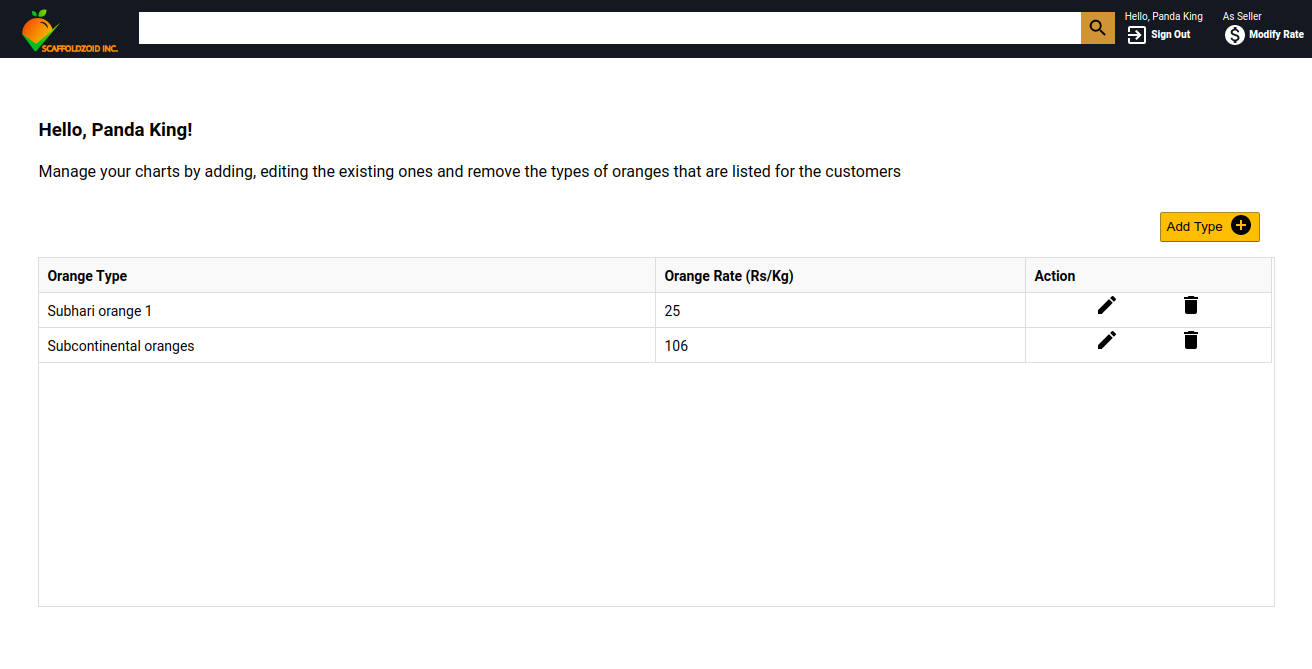 SCAFFOLDZOID INC.
Hello, Panda King
Sign Out
As Seller
Modify Rate
Hello, Panda King!
Manage your charts by adding, editing the existing ones and remove the types of oranges that are listed for the customers
Add Type
Orange Type Orange Rate (Rs/Kg) Action
Subhari orange 1 25
Subcontinental oranges 106